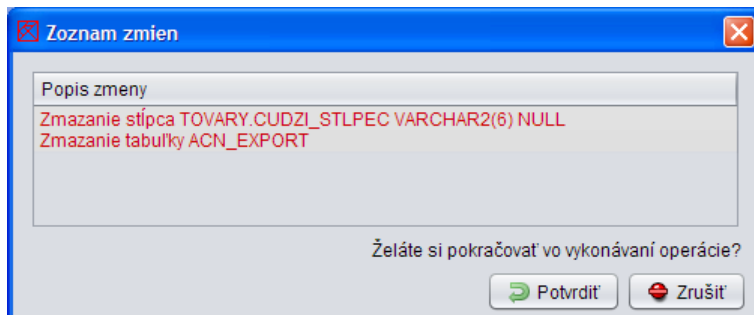 Zoznam zmien
Popis zmeny
Zmazanie stĺpca TOVARY.CUDZI_STLPEC VARCHAR2(6) NULL
Zmazanie tabuľky ACN_EXPORT
Želáte si pokračovať vo vykonávaní operácie?
Potvrdiť
Zrušiť